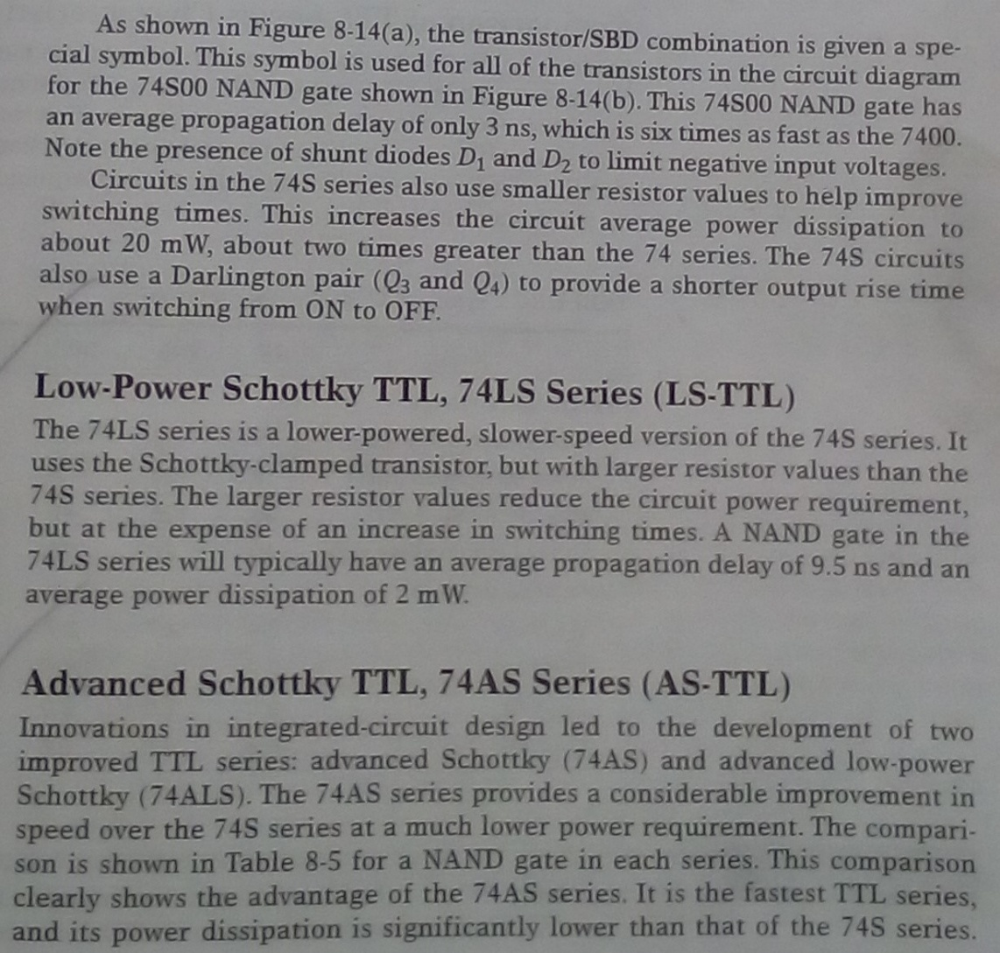 As shown in Figure 8-14(a), the transistor/SBD combination is given a spe-
cial symbol. This symbol is used for all of the transistors in the circuit diagram
for the 74S00 NAND gate shown in Figure 8-14(b). This 74S00 NAND gate has
an average propagation delay of only 3 ns, which is six times as fast as the 7400.
Note the presence of shunt diodes D₁ and D₂ to limit negative input voltages.
Circuits in the 74S series also use smaller resistor values to help improve
switching times. This increases the circuit average power dissipation to
about 20 mW, about two times greater than the 74 series. The 74S circuits
also use a Darlington pair (Q₃ and Q₄) to provide a shorter output rise time
when switching from ON to OFF.
Low-Power Schottky TTL, 74LS Series (LS-TTL)
The 74LS series is a lower-powered, slower-speed version of the 74S series. It
uses the Schottky-clamped transistor, but with larger resistor values than the
74S series. The larger resistor values reduce the circuit power requirement,
but at the expense of an increase in switching times. A NAND gate in the
74LS series will typically have an average propagation delay of 9.5 ns and an
average power dissipation of 2 mW.
Advanced Schottky TTL, 74AS Series (AS-TTL)
Innovations in integrated-circuit design led to the development of two
improved TTL series: advanced Schottky (74AS) and advanced low-power
Schottky (74ALS). The 74AS series provides a considerable improvement in
speed over the 74S series at a much lower power requirement. The compari-
son is shown in Table 8-5 for a NAND gate in each series. This comparison
clearly shows the advantage of the 74AS series. It is the fastest TTL series,
and its power dissipation is significantly lower than that of the 74S series.